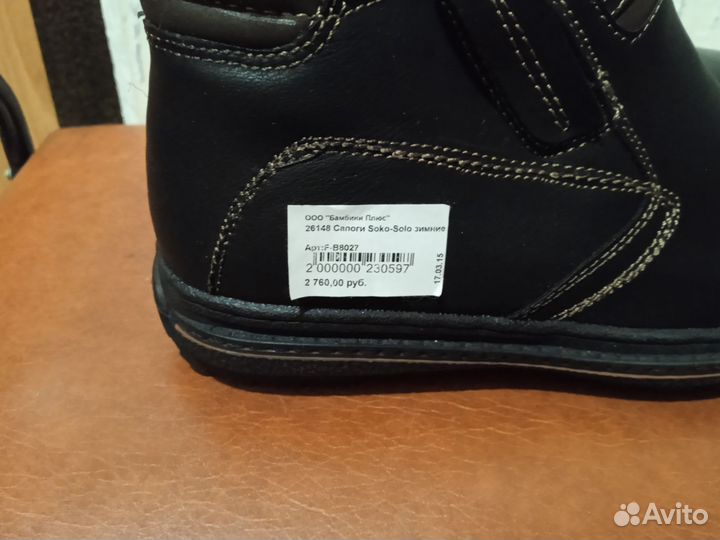 ООО "Бамбини Плюс"
26148 Сапоги Soko-Solo зимние
Арт:F-B8027
2 000000 230597
2 760,00 руб.
17.03.15
Avito